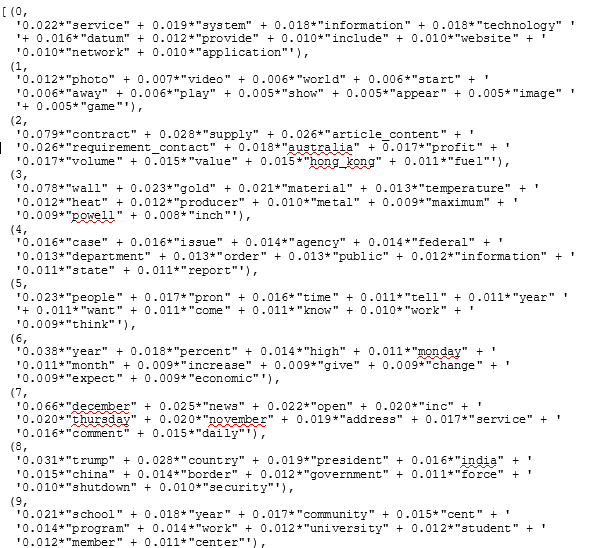 [(0,
'0.022*"service" + 0.019*"system" + 0.018*"information" + 0.018*"technology" '
'+ 0.016*"datum" + 0.012*"provide" + 0.010*"include" + 0.010*"website" + '
'0.010*"network" + 0.010*"application"'),
(1,
'0.012*"photo" + 0.007*"video" + 0.006*"world" + 0.006*"start" + '
'0.006*"away" + 0.006*"play" + 0.005*"show" + 0.005*"appear" + 0.005*"image" '
'+ 0.005*"game"'),
(2,
'0.079*"contract" + 0.028*"supply" + 0.026*"article_content" + '
'0.026*"requirement_contact" + 0.018*"australia" + 0.017*"profit" + '
'0.017*"volume" + 0.015*"value" + 0.015*"hong_kong" + 0.011*"fuel"'),
(3,
'0.078*"wall" + 0.023*"gold" + 0.021*"material" + 0.013*"temperature" + '
'0.012*"heat" + 0.012*"producer" + 0.010*"metal" + 0.009*"maximum" + '
'0.009*"powell" + 0.008*"inch"'),
(4,
'0.016*"case" + 0.016*"issue" + 0.014*"agency" + 0.014*"federal" + '
'0.013*"department" + 0.013*"order" + 0.013*"public" + 0.012*"information" + '
'0.011*"state" + 0.011*"report"'),
(5,
'0.023*"people" + 0.017*"pron" + 0.016*"time" + 0.011*"tell" + 0.011*"year" '
'+ 0.011*"want" + 0.011*"come" + 0.011*"know" + 0.010*"work" + '
'0.009*"think"'),
(6,
'0.038*"year" + 0.018*"percent" + 0.014*"high" + 0.011*"monday" + '
'0.011*"month" + 0.009*"increase" + 0.009*"give" + 0.009*"change" + '
'0.009*"expect" + 0.009*"economic"'),
(7,
'0.066*"december" + 0.025*"news" + 0.022*"open" + 0.020*"inc" + '
'0.020*"thursday" + 0.020*"november" + 0.019*"address" + 0.017*"service" + '
'0.016*"comment" + 0.015*"daily"'),
(8,
'0.031*"trump" + 0.028*"country" + 0.019*"president" + 0.016*"india" + '
'0.015*"china" + 0.014*"border" + 0.012*"government" + 0.011*"force" + '
'0.010*"shutdown" + 0.010*"security"'),
(9,
'0.021*"school" + 0.018*"year" + 0.017*"community" + 0.015*"cent" + '
'0.014*"program" + 0.014*"work" + 0.012*"university" + 0.012*"student" + '
'0.012*"member" + 0.011*"center"'),